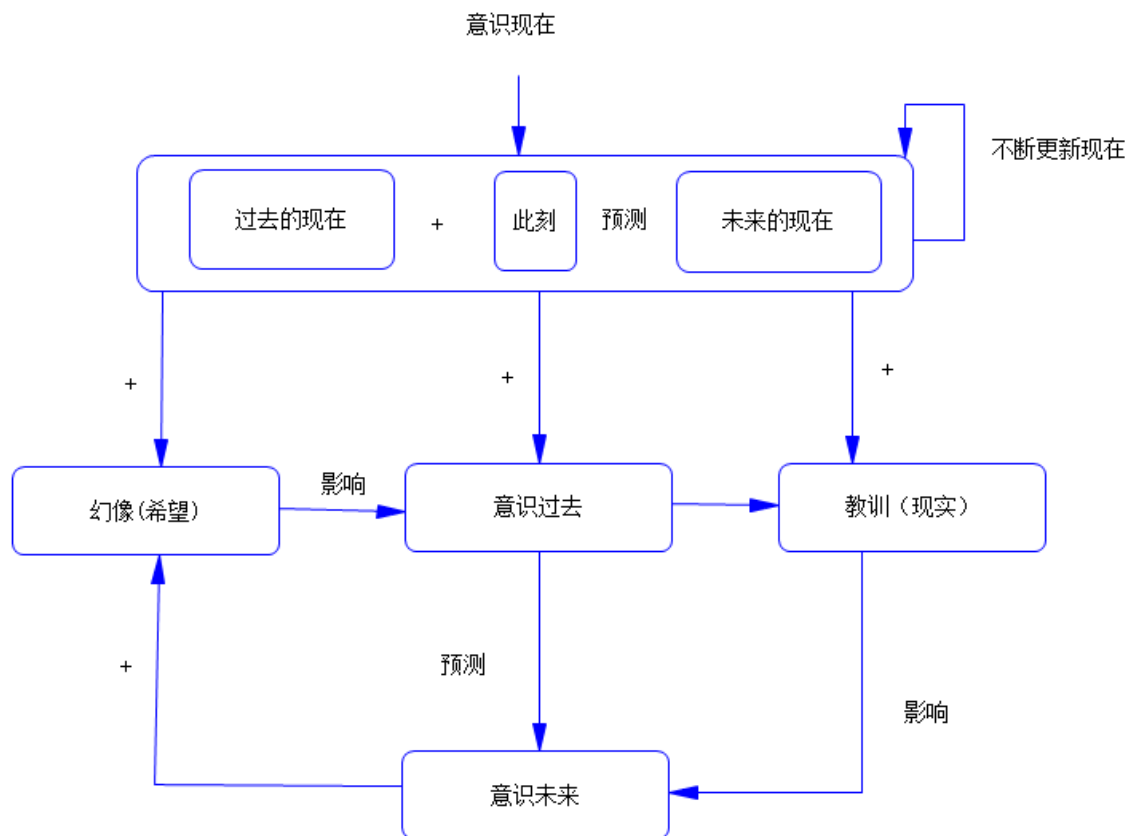 意识现在
不断更新现在
过去的现在
+
此刻
预测
未来的现在
+
+
+
幻像(希望)
影响
意识过去
教训（现实）
+
预测
影响
意识未来